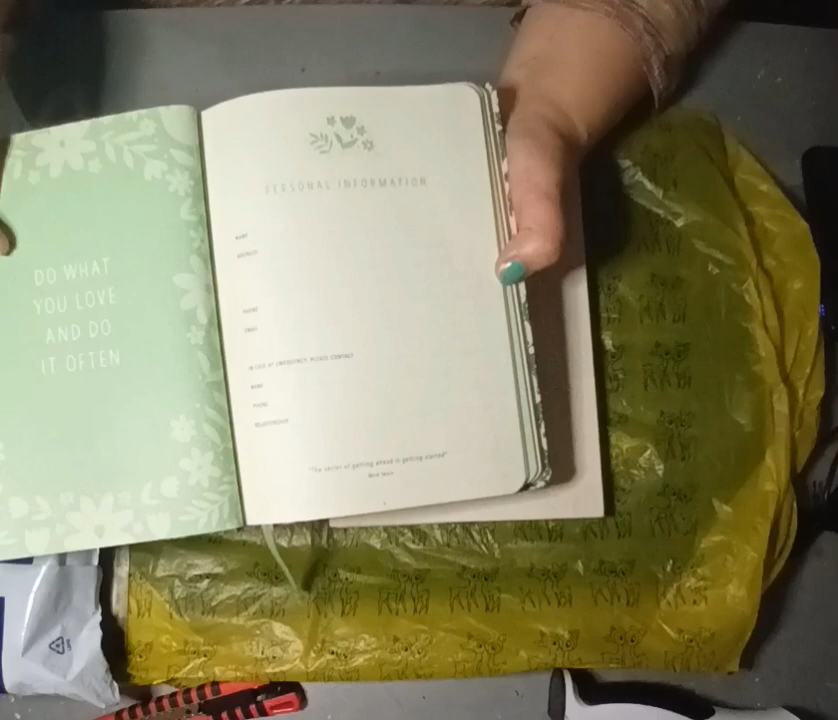 DO WHAT
YOU LOVE
AND DO
IT OFTEN
PERSONAL INFORMATION
NAME
ADDRESS
PHONE
EMAIL
IN CASE OF EMERGENCY, PLEASE CONTACT
NAME
PHONE
RELATIONSHIP
"The secret of getting ahead is getting started"
Mark Twain